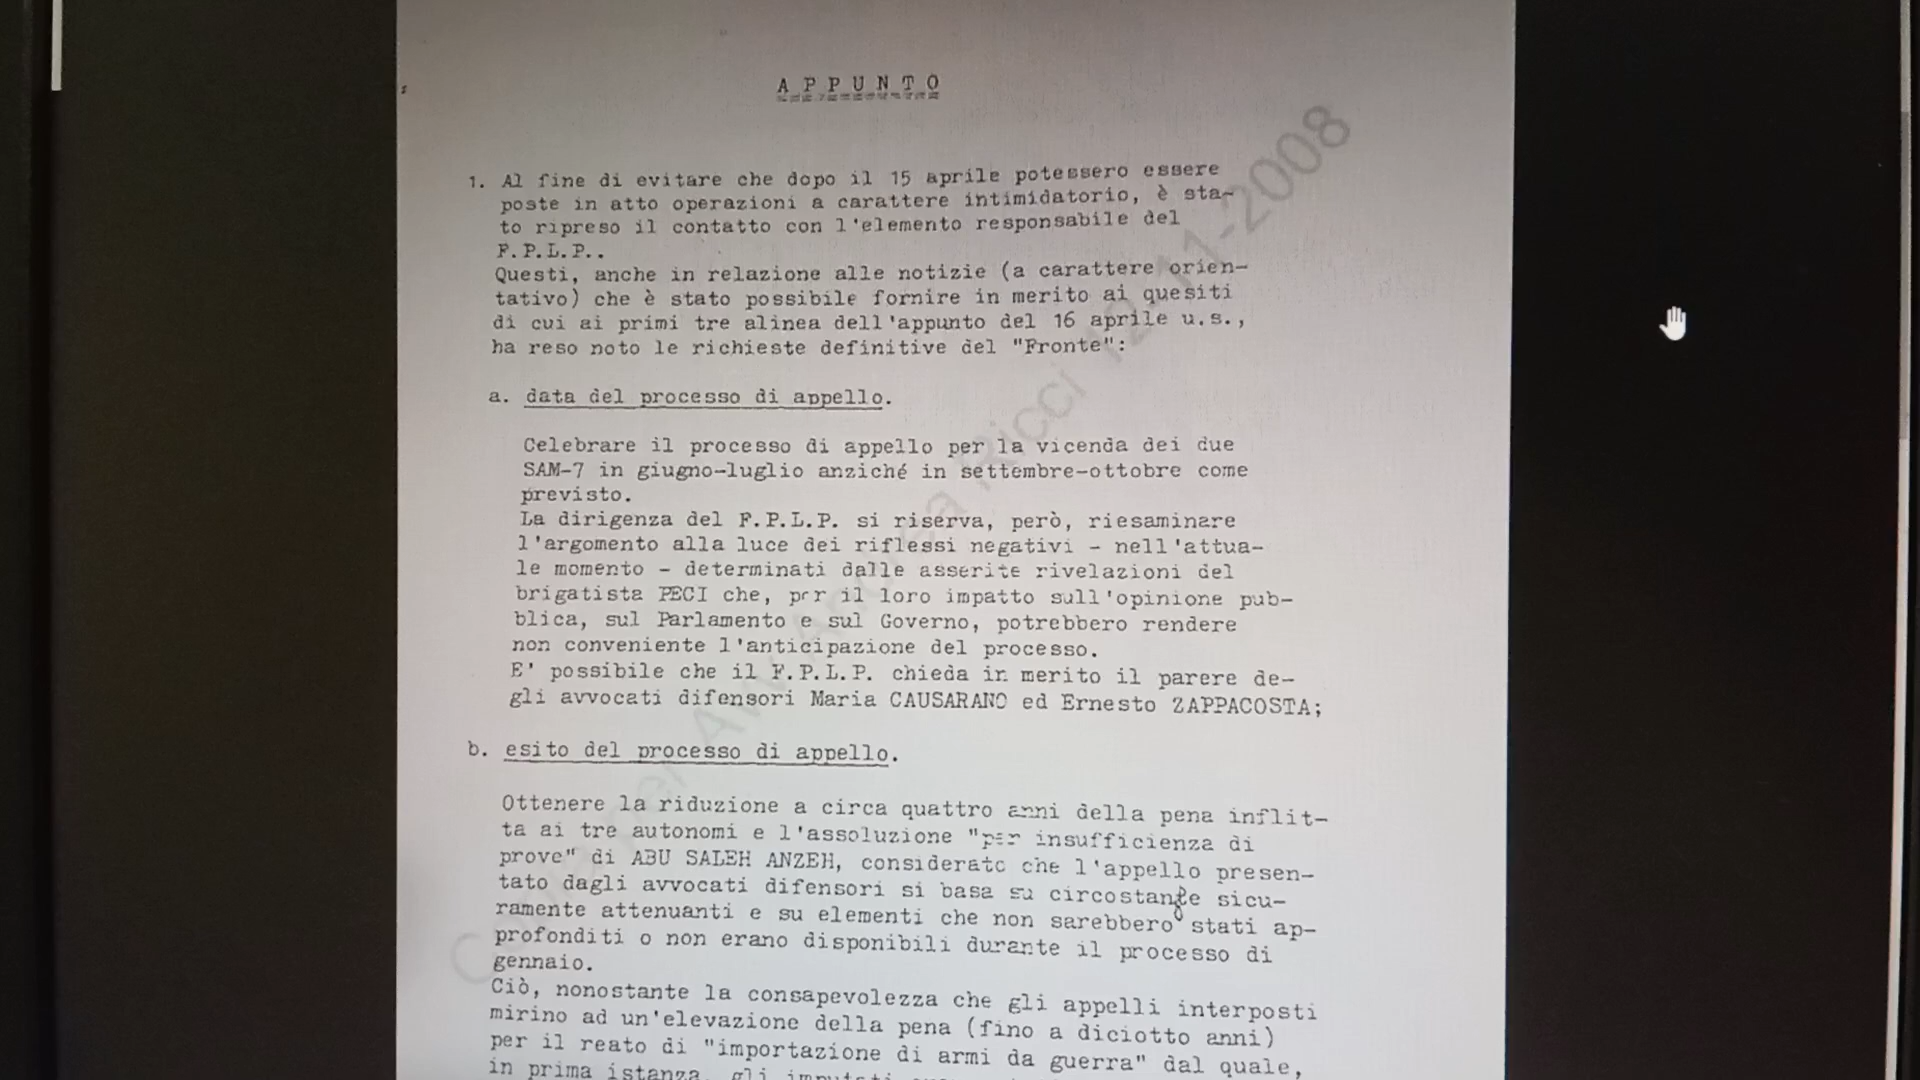 APPUNTO
1. Al fine di evitare che dopo il 15 aprile potessero essere
poste in atto operazioni a carattere intimidatorio, è sta-
to ripreso il contatto con l'elemento responsabile del
F.P.L.P..
Questi, anche in relazione alle notizie (a carattere orien-
tativo) che è stato possibile fornire in merito ai quesiti
di cui ai primi tre alinea dell'appunto del 16 aprile u.s.,
ha reso noto le richieste definitive del "Fronte":
a. data del processo di appello.
Celebrare il processo di appello per la vicenda dei due
SAM-7 in giugno-luglio anziché in settembre-ottobre come
previsto.
La dirigenza del F.P.L.P. si riserva, però, riesaminare
l'argomento alla luce dei riflessi negativi - nell'attua-
le momento - determinati dalle asserite rivelazioni del
brigatista PECI che, per il loro impatto sull'opinione pub-
blica, sul Parlamento e sul Governo, potrebbero rendere
non conveniente l'anticipazione del processo.
E' possibile che il F.P.L.P. chieda in merito il parere de-
gli avvocati difensori Maria CAUSARANO ed Ernesto ZAPPACOSTA;
b. esito del processo di appello.
Ottenere la riduzione a circa quattro anni della pena inflit-
ta ai tre autonomi e l'assoluzione "per insufficienza di
prove" di ABU SALEH ANZEH, considerato che l'appello presen-
tato dagli avvocati difensori si basa su circostanze sicu-
ramente attenuanti e su elementi che non sarebbero stati ap-
profonditi o non erano disponibili durante il processo di
gennaio.
Ciò, nonostante la consapevolezza che gli appelli interposti
mirino ad un'elevazione della pena (fino a diciotto anni)
per il reato di "importazione di armi da guerra" dal quale,
in prima istanza, gli
Ricci 12-11-2008